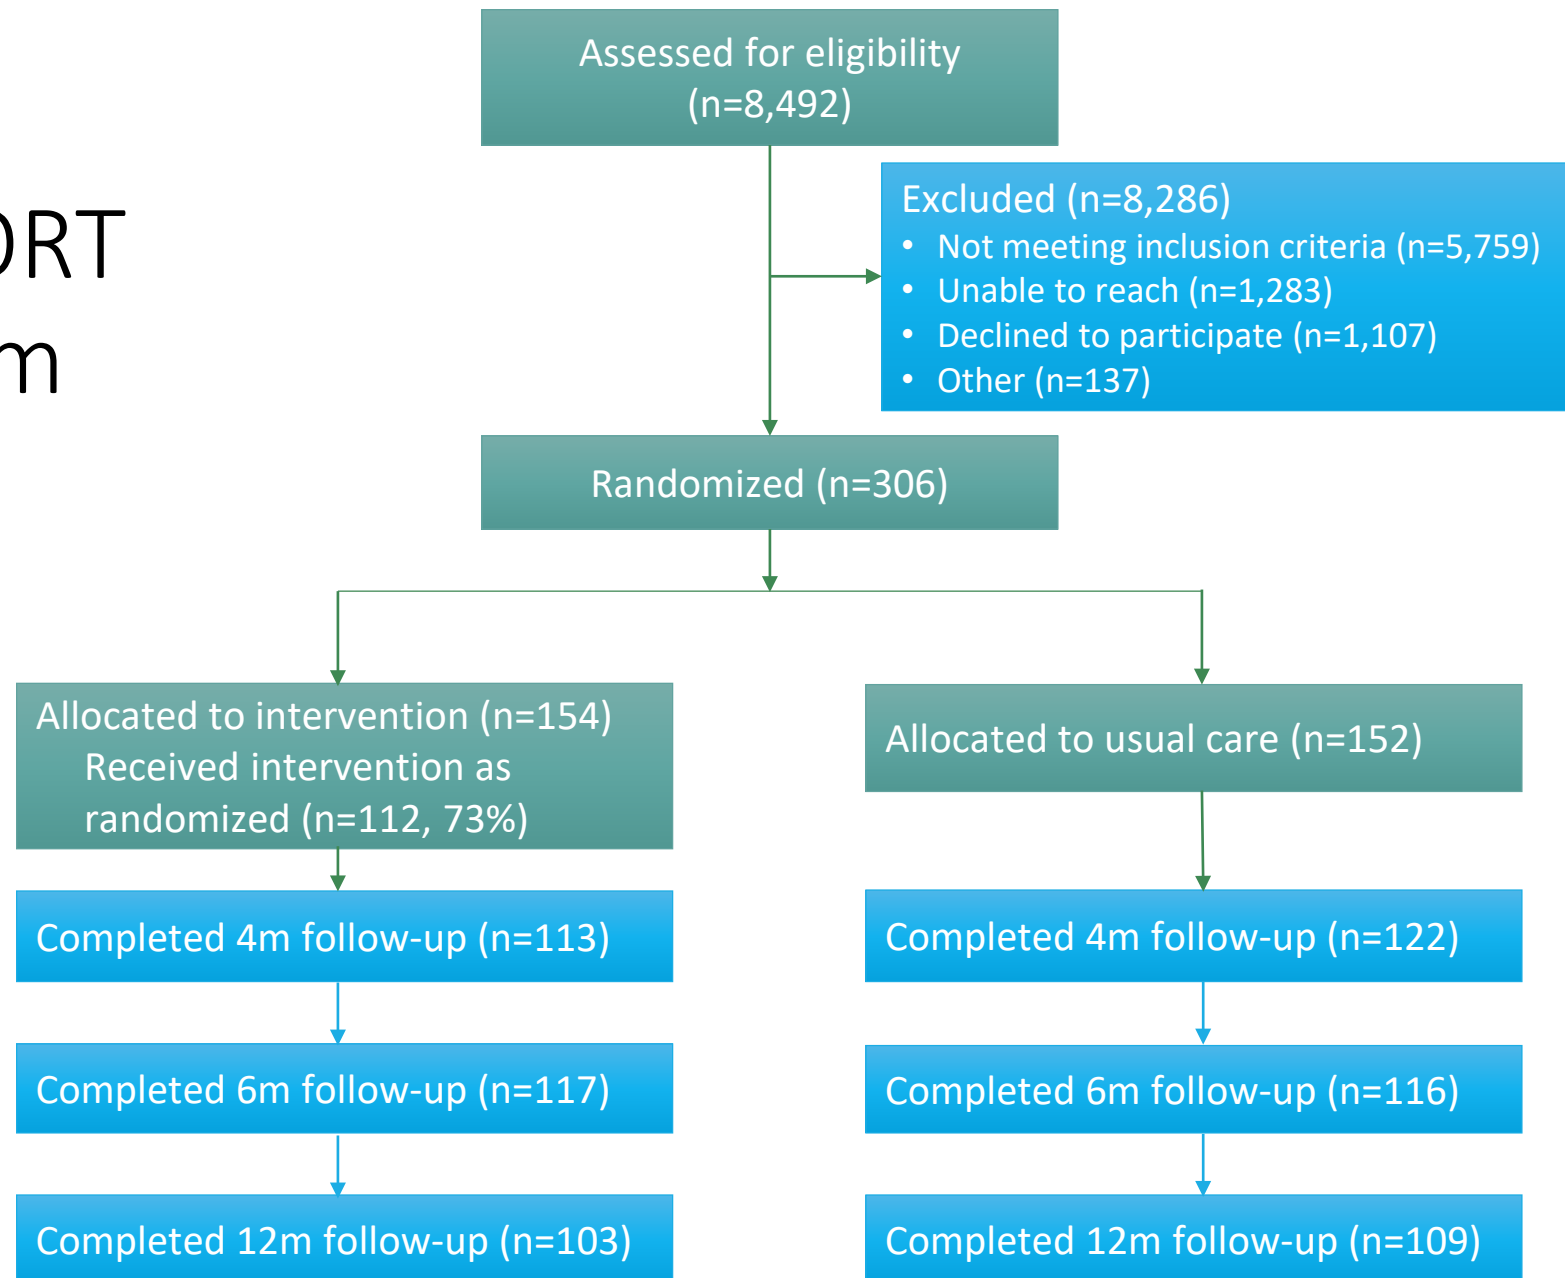 Assessed for eligibility
(n=8,492)
ORT
m
Excluded (n=8,286)
• Not meeting inclusion criteria (n=5,759)
• Unable to reach (n=1,283)
• Declined to participate (n=1,107)
• Other (n=137)
Randomized (n=306)
Allocated to intervention (n=154)
Received intervention as
randomized (n=112, 73%)
Allocated to usual care (n=152)
Completed 4m follow-up (n=113)
Completed 4m follow-up (n=122)
Completed 6m follow-up (n=117)
Completed 6m follow-up (n=116)
Completed 12m follow-up (n=103)
Completed 12m follow-up (n=109)